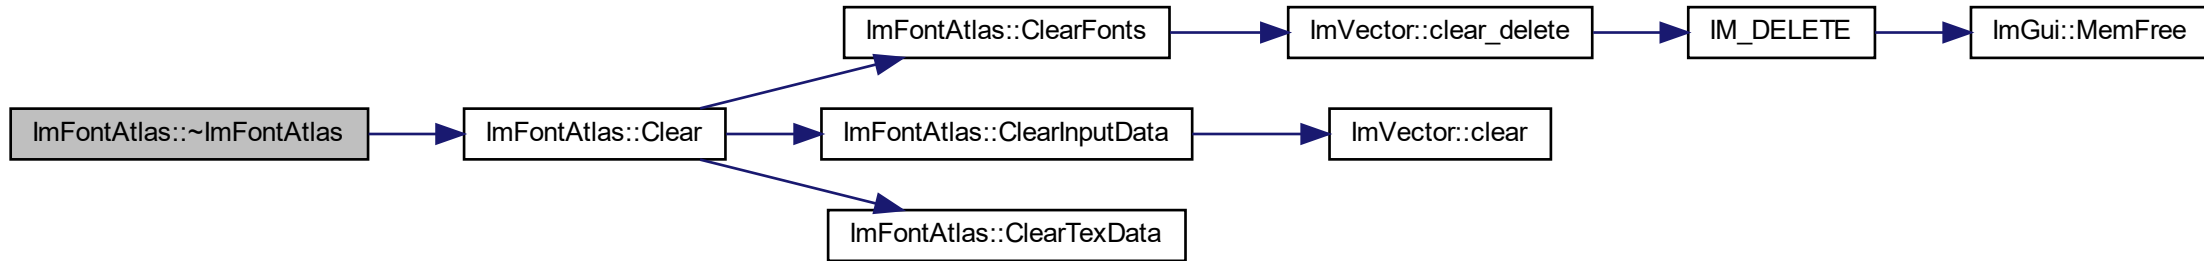 ImFontAtlas::~ImFontAtlas
ImFontAtlas::Clear
ImFontAtlas::ClearFonts
ImVector::clear_delete
IM_DELETE
ImGui::MemFree
ImFontAtlas::ClearInputData
ImVector::clear
ImFontAtlas::ClearTexData